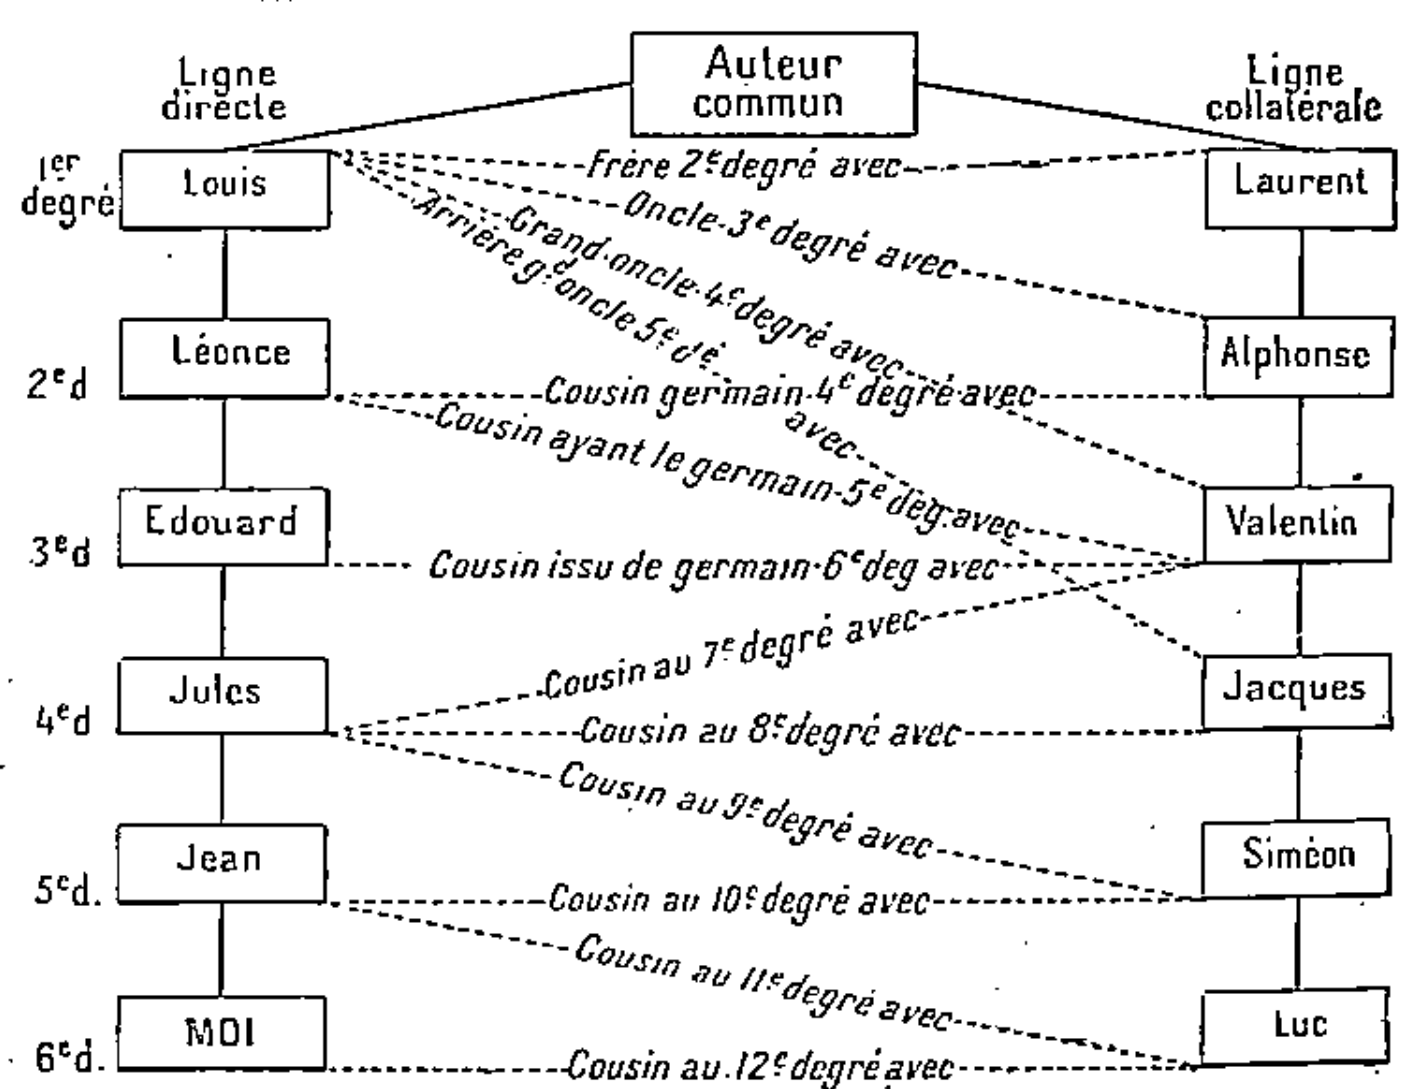 Auteur
commun
Ligne
directe
Ligne
collatérale
1er
degré
Louis
Frère 2e degré avec
Laurent
Oncle 3e degré avec
Grand oncle 4e degré avec
Arrière gd oncle 5e dé avec
2e d
Léonce
Cousin germain 4e degré avec
Alphonse
Cousin ayant le germain 5e deg. avec
3e d
Edouard
Cousin issu de germain 6e deg avec
Valentin
Cousin au 7e degré avec
4e d
Jules
Cousin au 8e degré avec
Jacques
Cousin au 9e degré avec
5e d.
Jean
Cousin au 10e degré avec
Siméon
Cousin au 11e degré avec
6e d.
MOI
Cousin au 12e degré avec
Luc